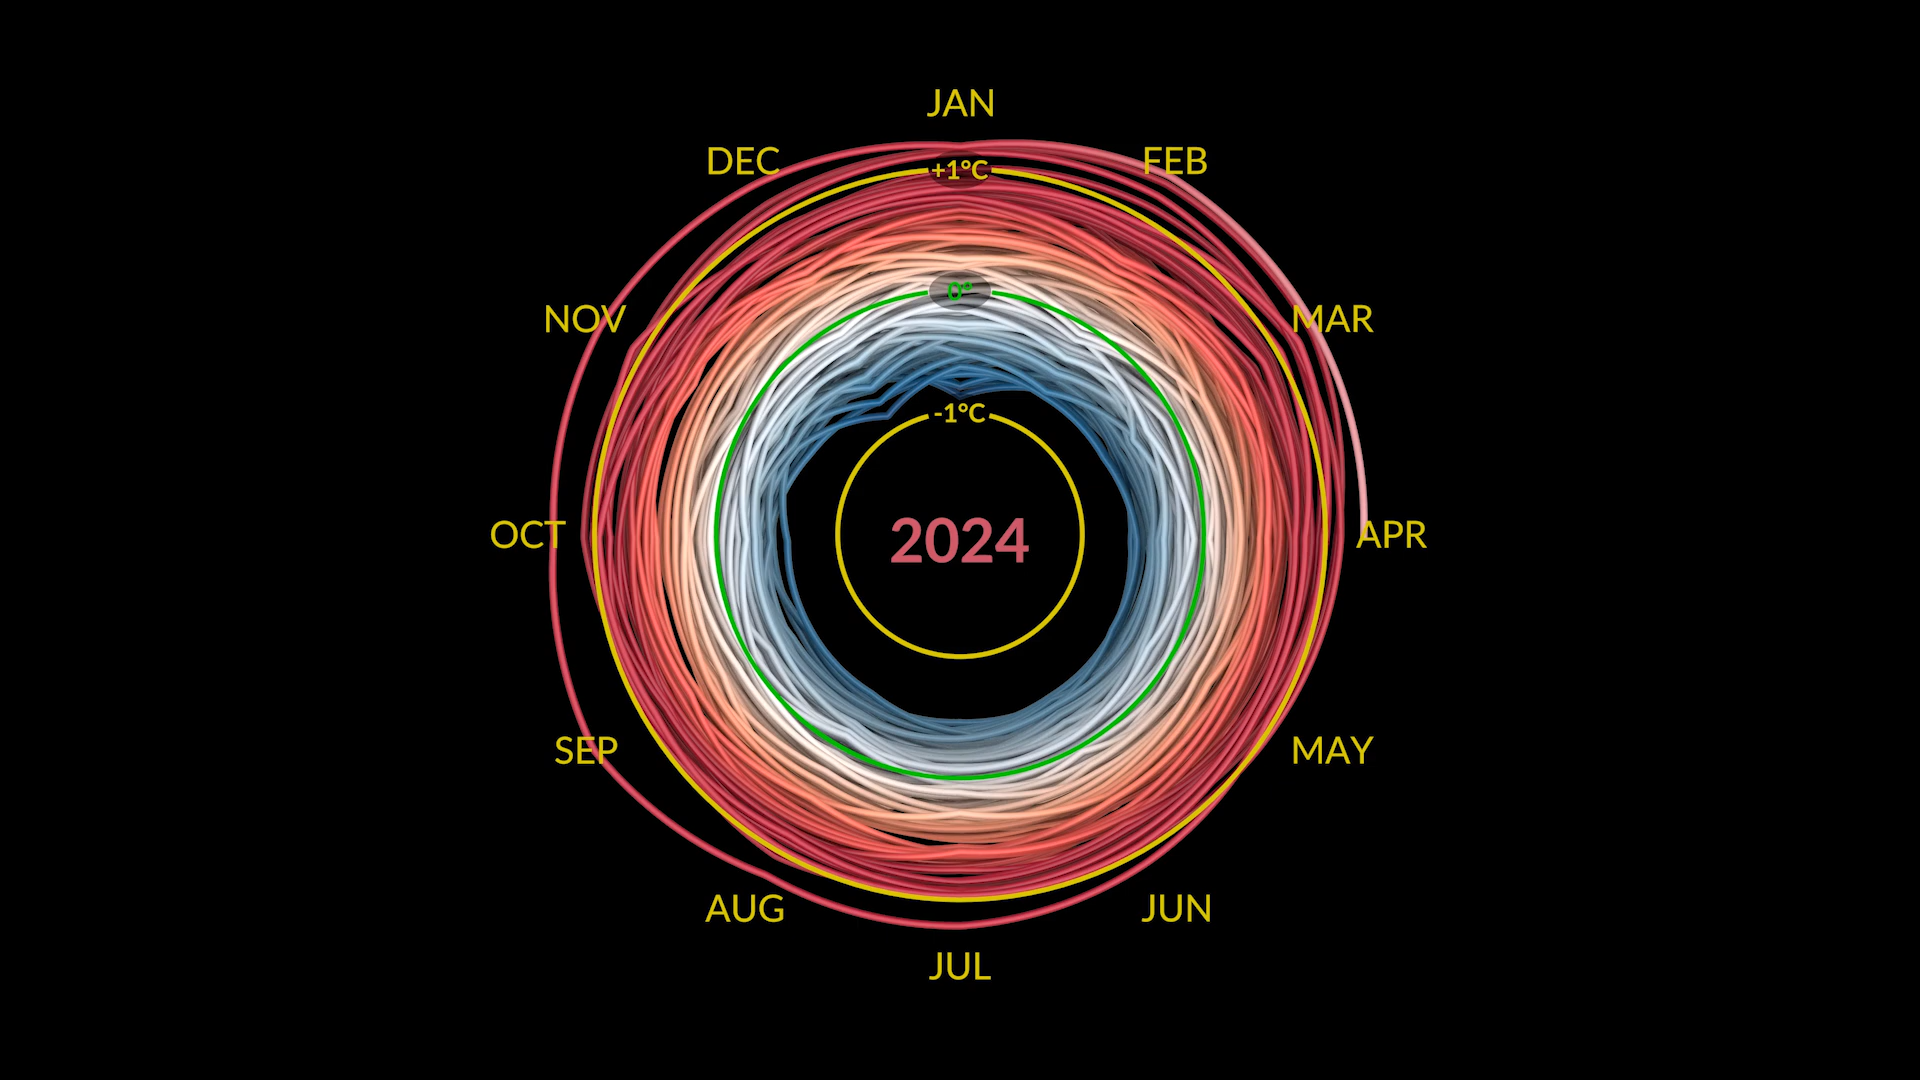 JAN
DEC
FEB
+1°C
0°
NOV
MAR
-1°C
2024
OCT
APR
SEP
MAY
AUG
JUN
JUL